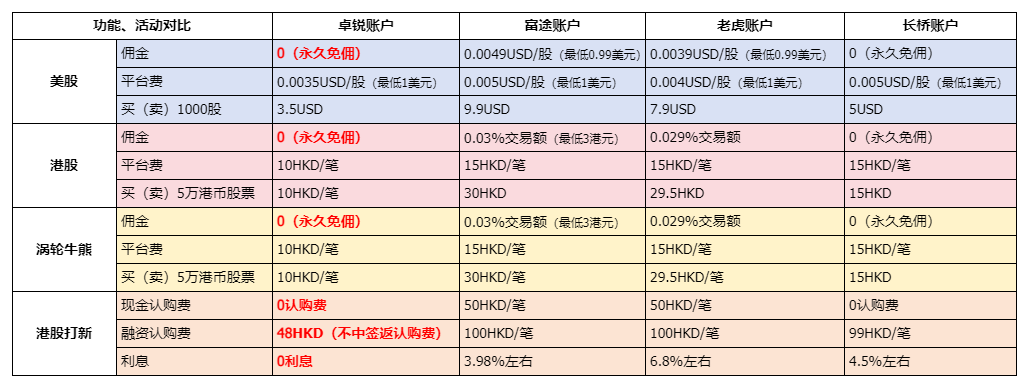 功能、活动对比 卓锐账户 富途账户 老虎账户 长桥账户
美股 佣金 0（永久免佣） 0.0049USD/股（最低0.99美元） 0.0039USD/股（最低0.99美元） 0（永久免佣）
平台费 0.0035USD/股（最低1美元） 0.005USD/股（最低1美元） 0.004USD/股（最低1美元） 0.005USD/股（最低1美元）
买（卖）1000股 3.5USD 9.9USD 7.9USD 5USD
港股 佣金 0（永久免佣） 0.03%交易额（最低3港元） 0.029%交易额 0（永久免佣）
平台费 10HKD/笔 15HKD/笔 15HKD/笔 15HKD/笔
买（卖）5万港币股票 10HKD/笔 30HKD 29.5HKD 15HKD
涡轮牛熊 佣金 0（永久免佣） 0.03%交易额（最低3港元） 0.029%交易额 0（永久免佣）
平台费 10HKD/笔 15HKD/笔 15HKD/笔 15HKD/笔
买（卖）5万港币股票 10HKD/笔 30HKD/笔 29.5HKD/笔 15HKD
港股打新 现金认购费 0认购费 50HKD/笔 50HKD/笔 0认购费
融资认购费 48HKD（不中签返认购费） 100HKD/笔 100HKD/笔 99HKD/笔
利息 0利息 3.98%左右 6.8%左右 4.5%左右